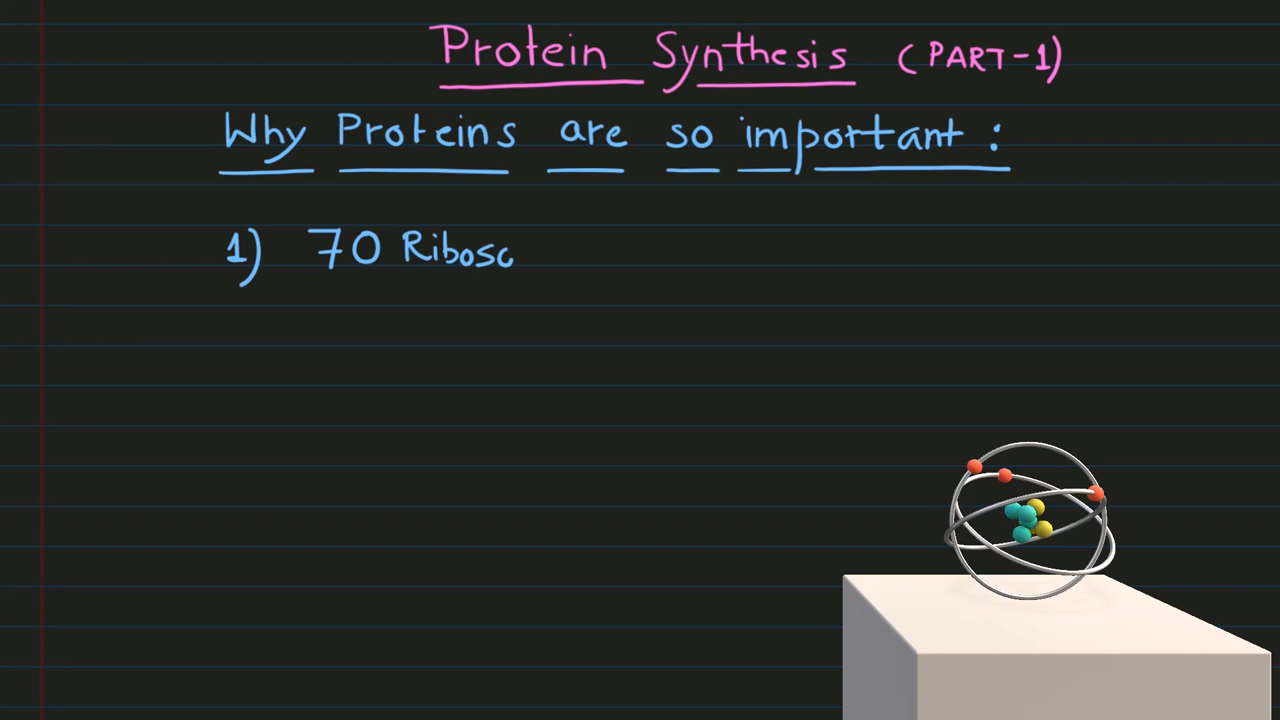 Protein Synthesis (PART-1)
Why Proteins are so important :
1) 70 Ribosc